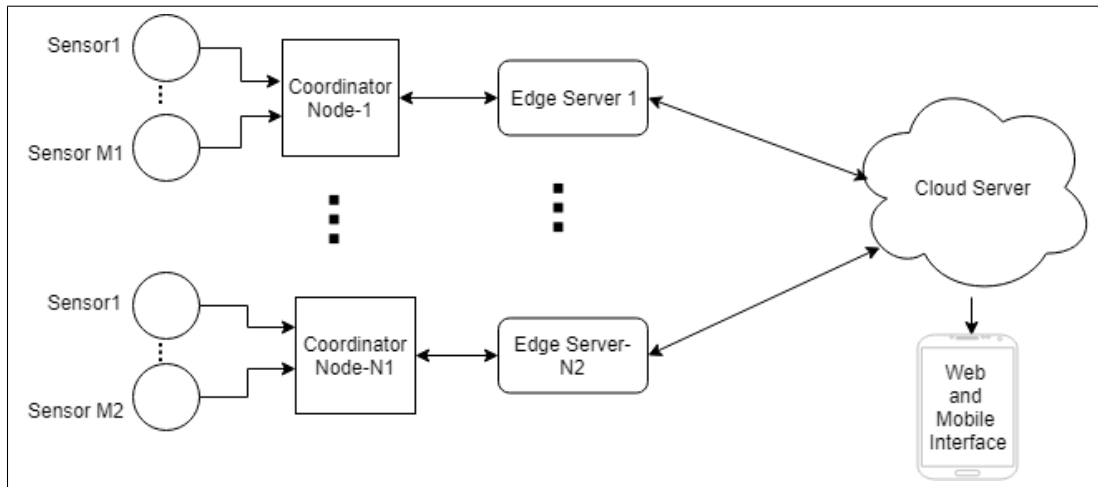 Sensor1
Sensor M1
Coordinator
Node-1
Edge Server 1
Cloud Server
Sensor1
Sensor M2
Coordinator
Node-N1
Edge Server-
N2
Web
and
Mobile
Interface